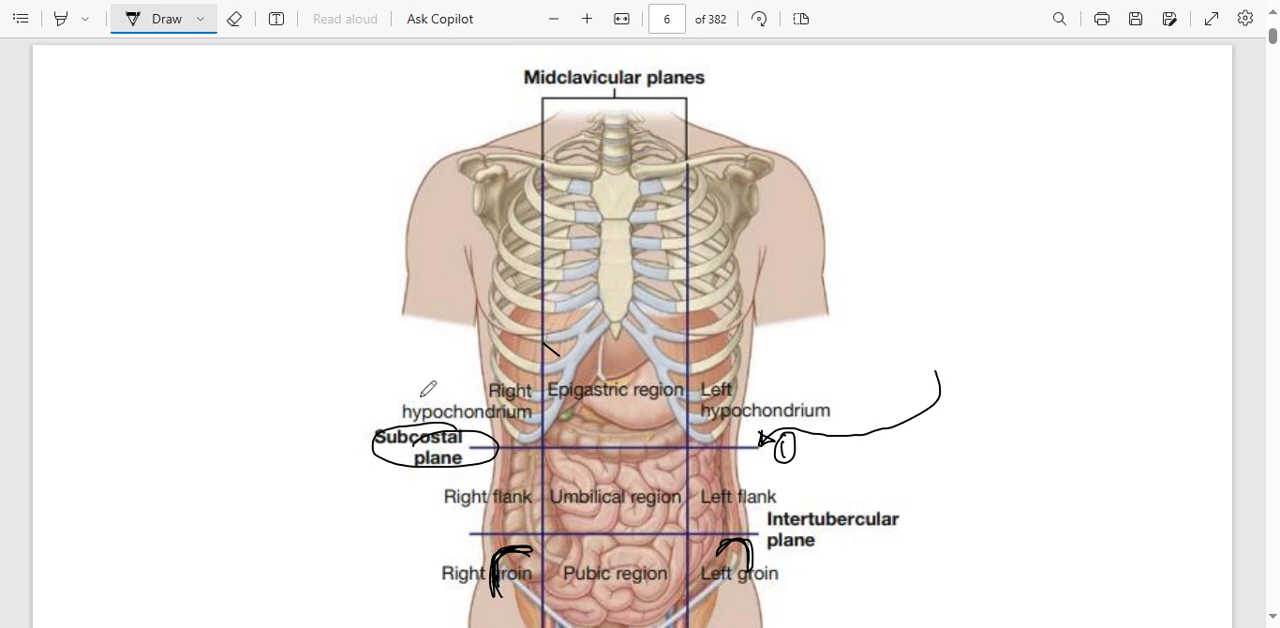 Draw
Read aloud
Ask Copilot
6
of 382
Midclavicular planes
Right
hypochondrium
Epigastric region
Left
hypochondrium
Subcostal
plane
1
Right flank
Umbilical region
Left flank
Intertubercular
plane
Right groin
Pubic region
Left groin